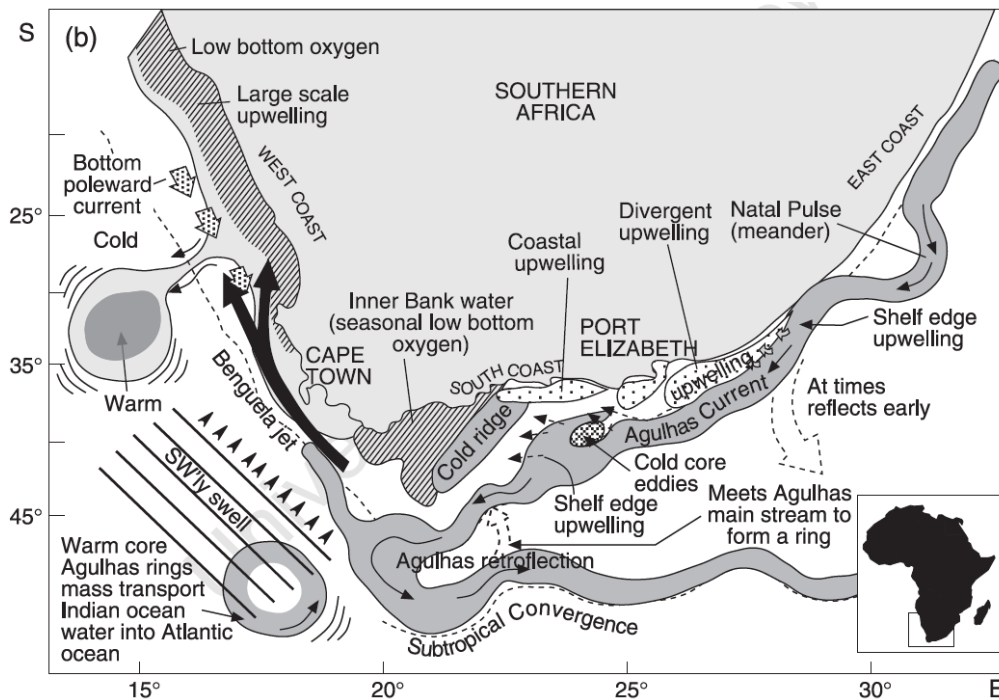 S
(b)
Low bottom oxygen
Large scale
upwelling
SOUTHERN
AFRICA
WEST COAST
EAST COAST
Bottom
poleward
current
Cold
25°
Divergent
upwelling
Natal Pulse
(meander)
Coastal
upwelling
Inner Bank water
(seasonal low bottom
oxygen)
PORT
ELIZABETH
Shelf edge
upwelling
CAPE
TOWN
SOUTH COAST
upwelling
35°
Warm
Benguela jet
Cold ridge
Agulhas Current
At times
reflects early
Cold core
eddies
SW'ly swell
Shelf edge
upwelling
Meets Agulhas
main stream to
form a ring
45°
Warm core
Agulhas rings
mass transport
Indian ocean
water into Atlantic
ocean
Agulhas retroflection
Subtropical Convergence
15°
20°
25°
30°
E